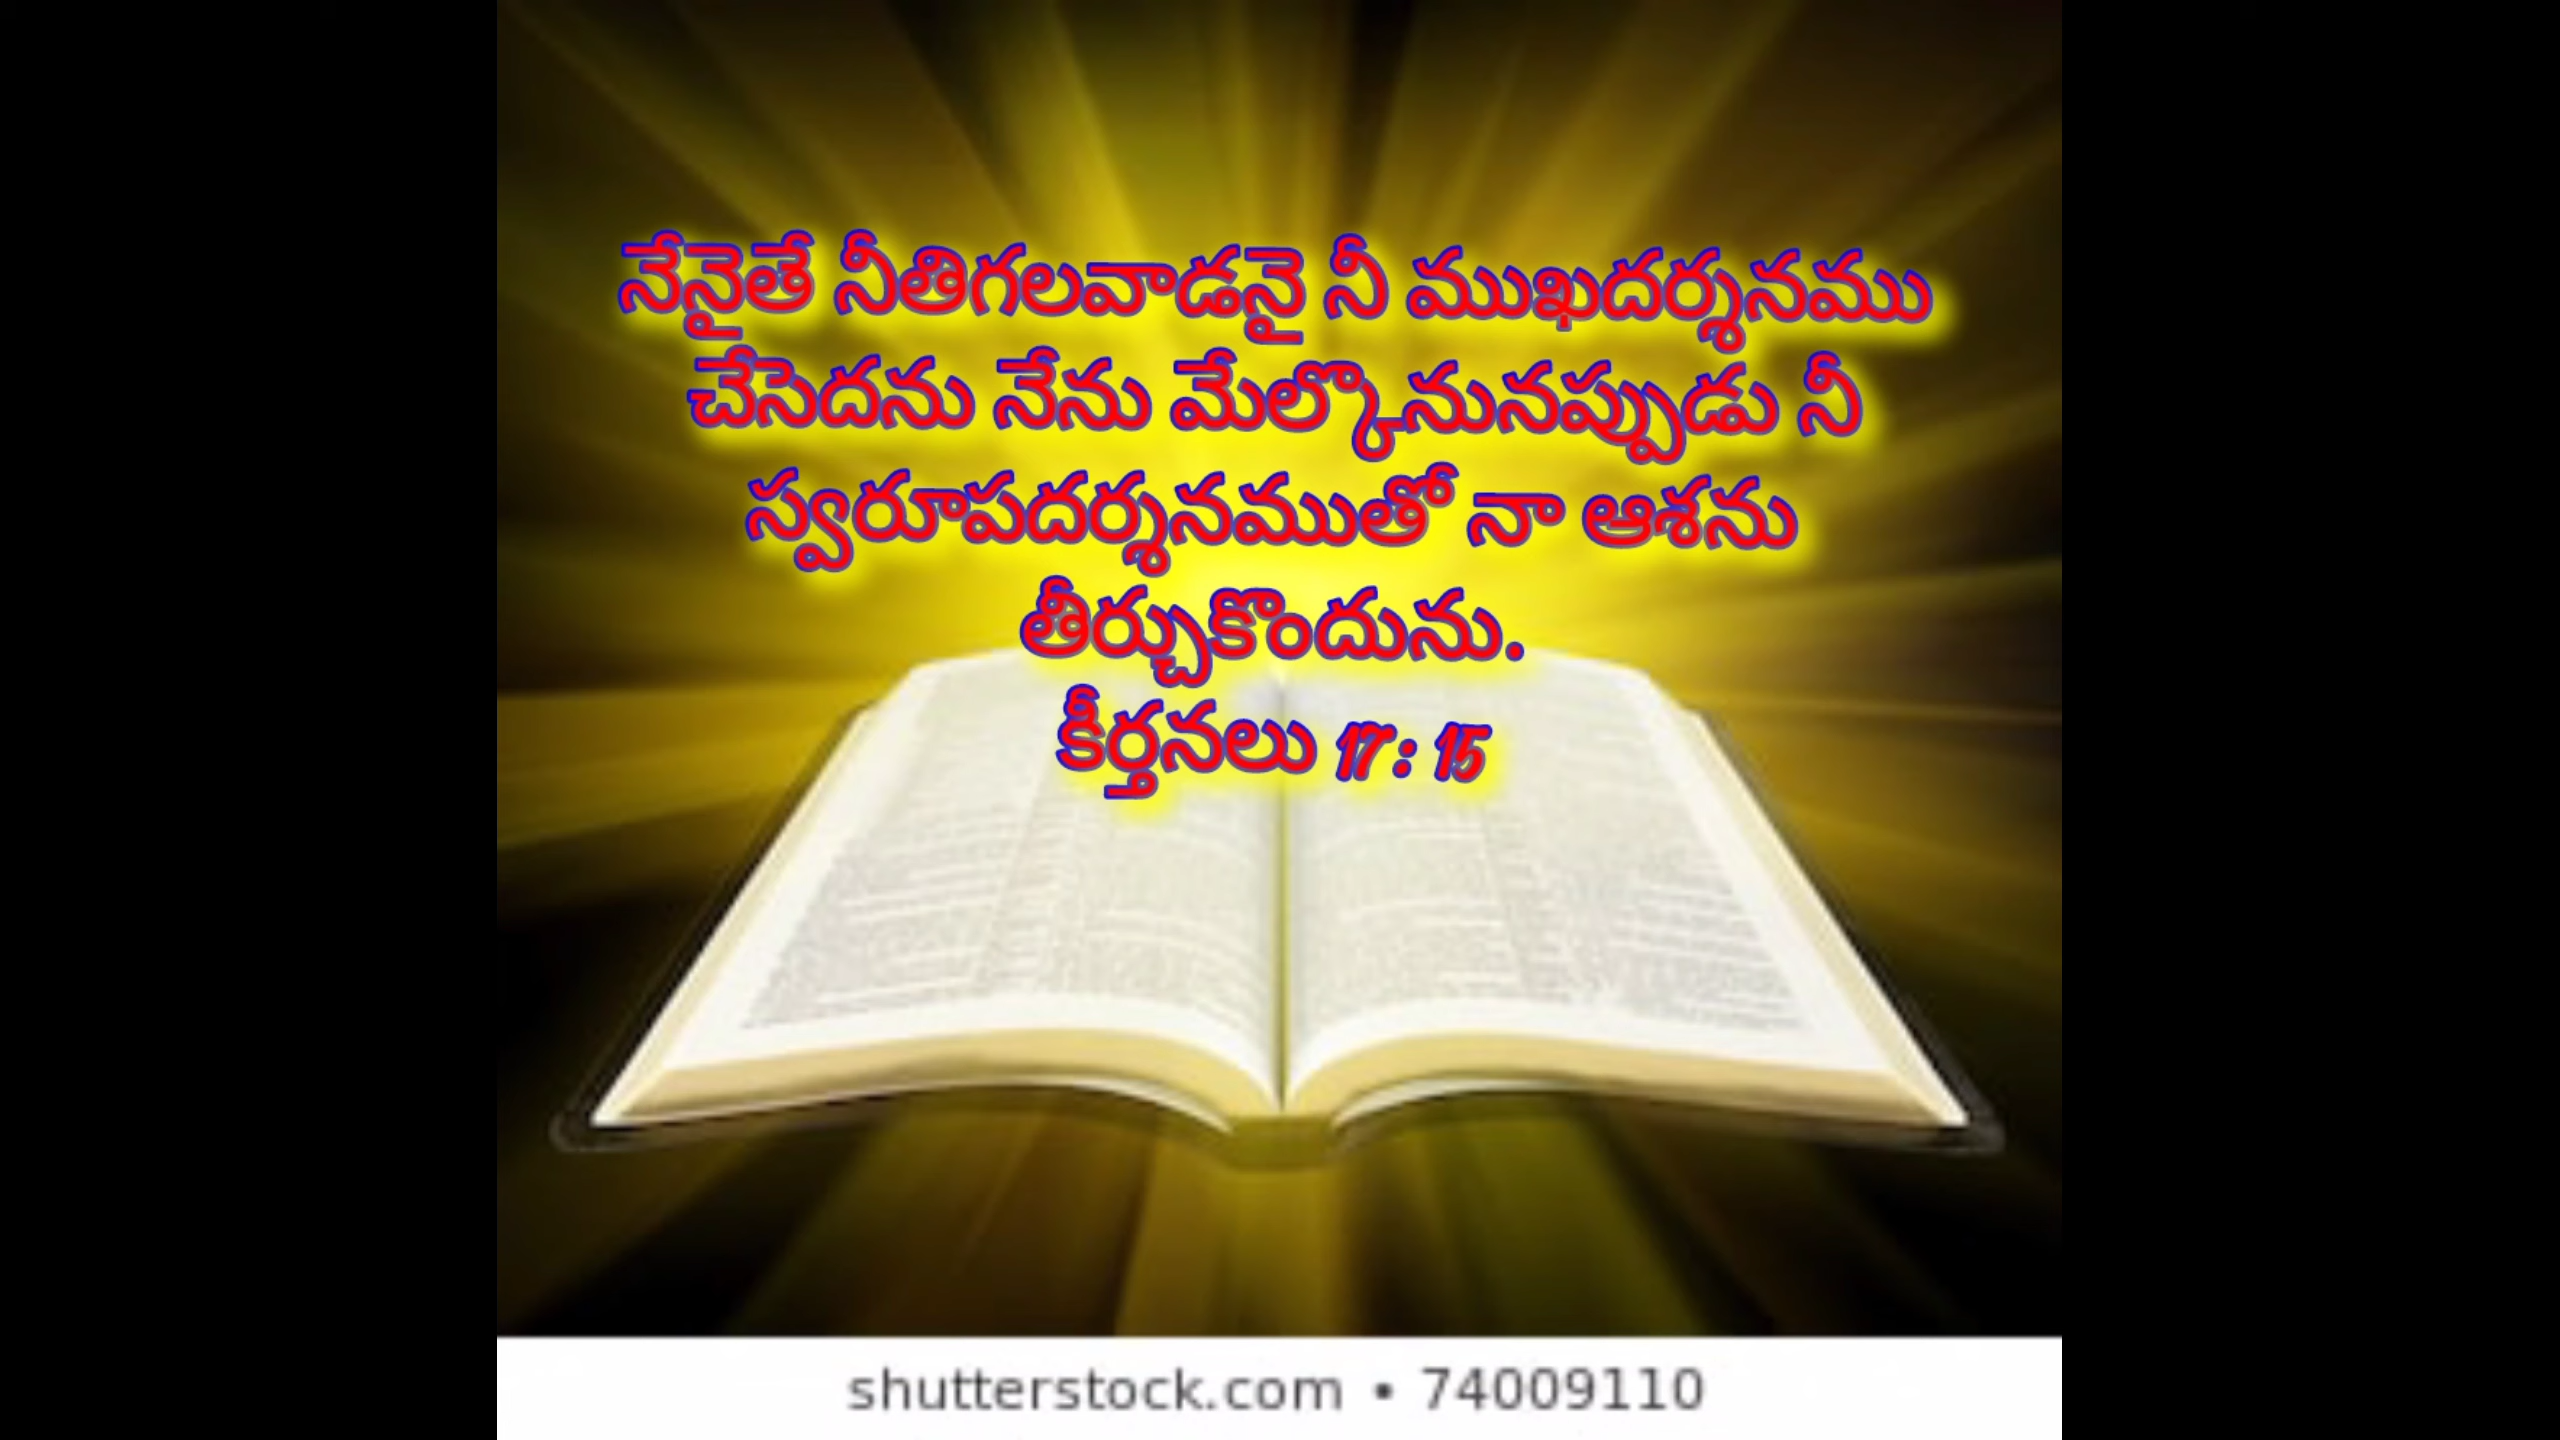 నేనైతే నీతిగలవాడనై నీ ముఖదర్శనము
చేసెదను నేను మేల్కొనునప్పుడు నీ
స్వరూపదర్శనముతో నా ఆశను
తీర్చుకొందును.
కీర్తనలు 17: 15
shutterstock.com • 74009110